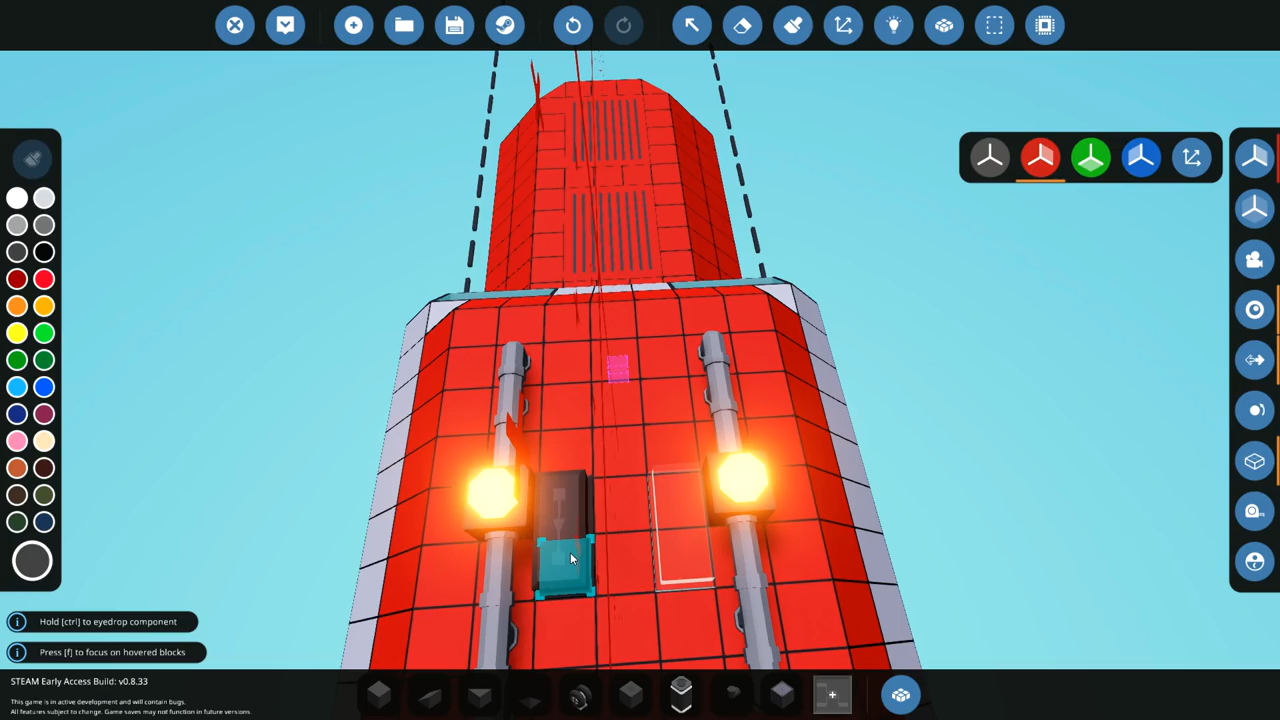 Hold [ctrl] to eyedrop component
Press [f] to focus on hovered blocks
STEAM Early Access Build: v0.8.33
This game is in active development and will contain bugs.
All features subject to change. Game saves may not function in future versions.